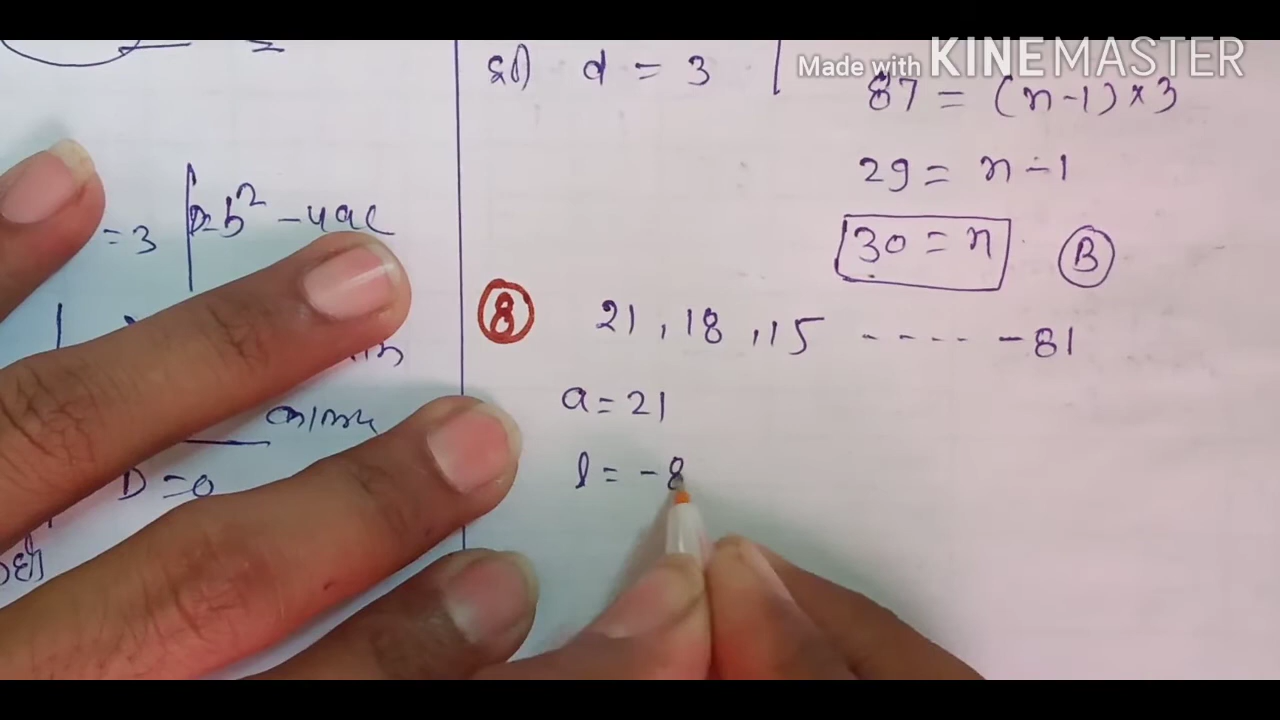 Made with KINEMASTER
= 3
b² - 4ac
D = 0
d = 3
87 = (n-1) × 3
29 = n - 1
30 = n
B
8
21 , 18 , 15 ---- -81
a = 21
l = -8